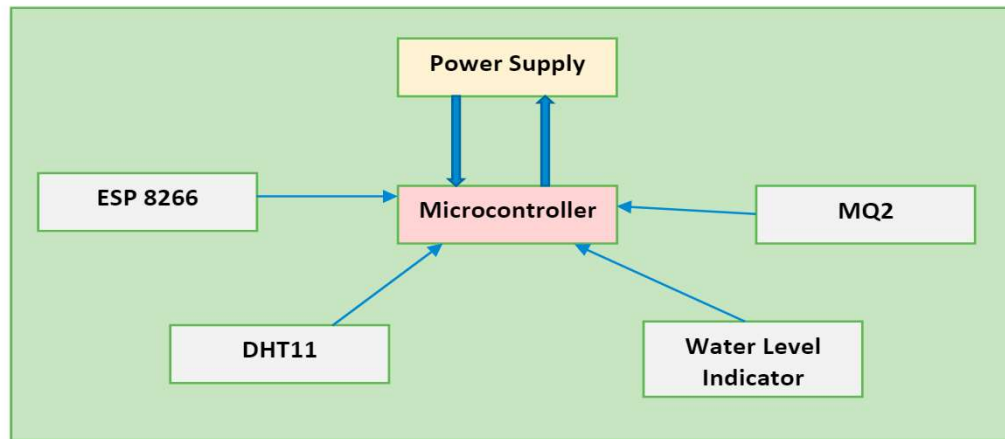 Power Supply
ESP 8266
Microcontroller
MQ2
DHT11
Water Level
Indicator